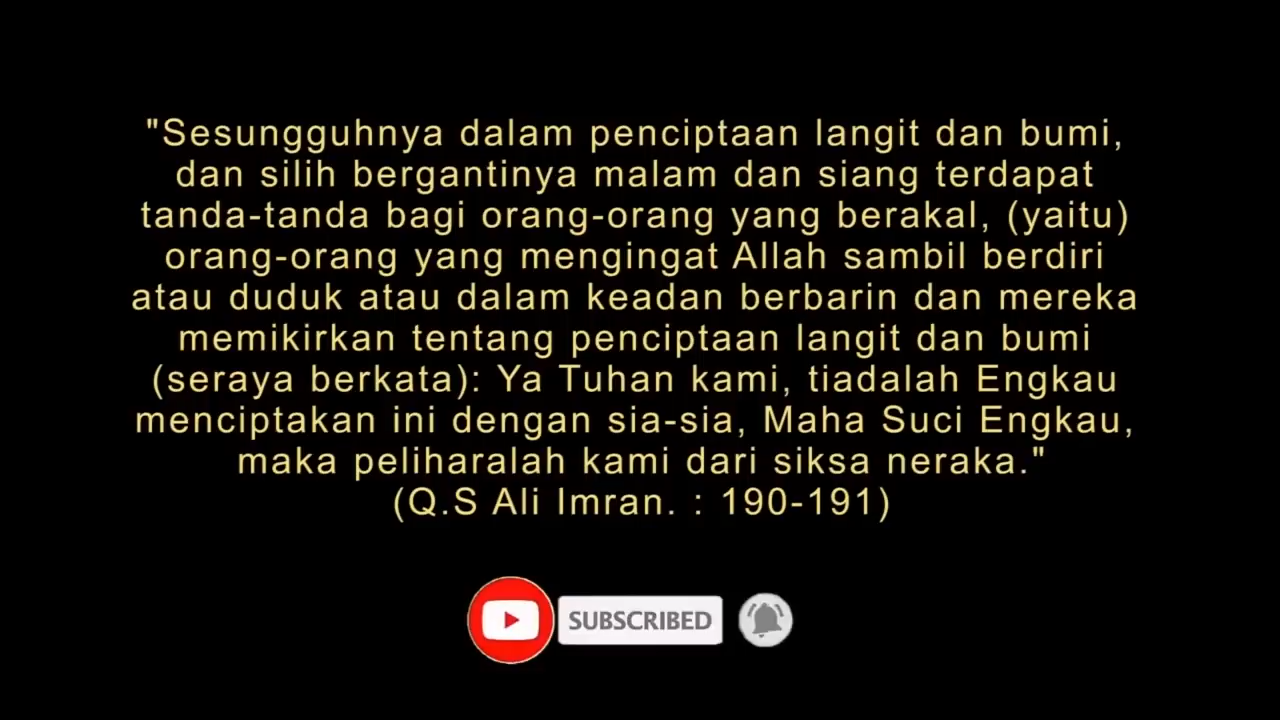 "Sesungguhnya dalam penciptaan langit dan bumi,
dan silih bergantinya malam dan siang terdapat
tanda-tanda bagi orang-orang yang berakal, (yaitu)
orang-orang yang mengingat Allah sambil berdiri
atau duduk atau dalam keadan berbarin dan mereka
memikirkan tentang penciptaan langit dan bumi
(seraya berkata): Ya Tuhan kami, tiadalah Engkau
menciptakan ini dengan sia-sia, Maha Suci Engkau,
maka peliharalah kami dari siksa neraka."
(Q.S Ali Imran. : 190-191)
SUBSCRIBED